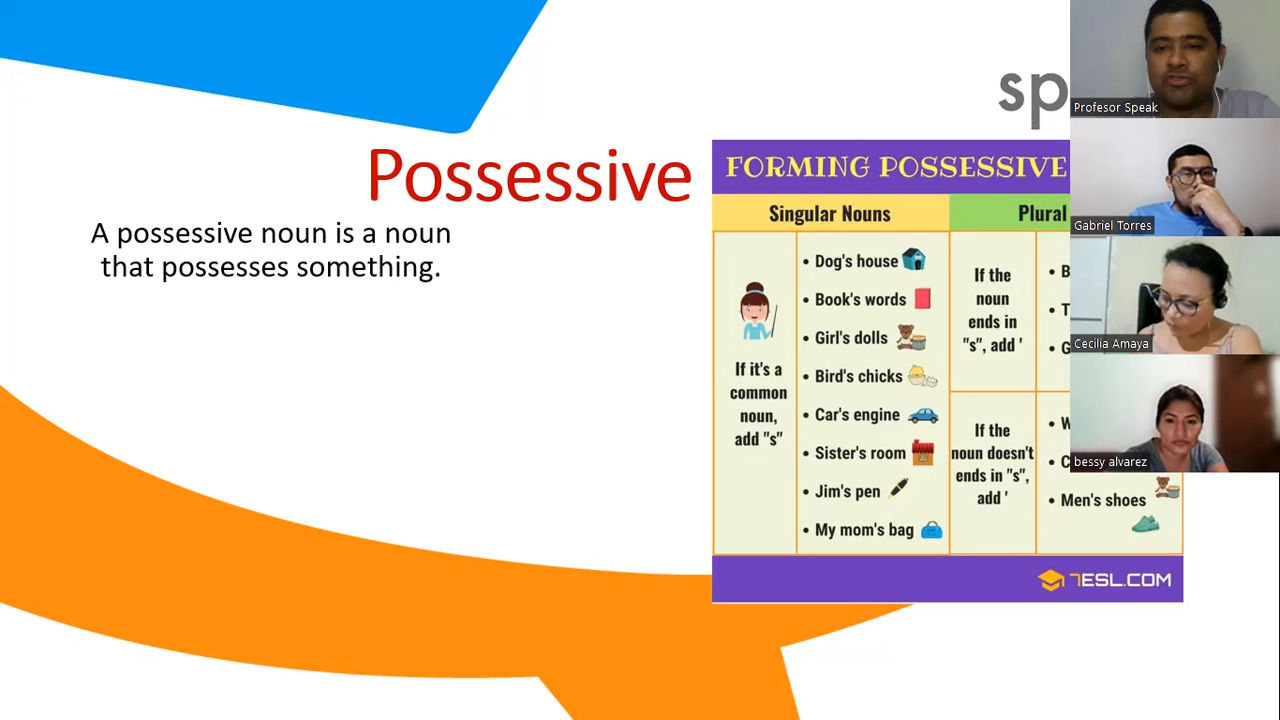 sp
Possessive
A possessive noun is a noun
that possesses something.
FORMING POSSESSIVE
Singular Nouns
Plural
If it's a
common
noun,
add "s"
• Dog's house
• Book's words
• Girl's dolls
• Bird's chicks
• Car's engine
• Sister's room
• Jim's pen
• My mom's bag
If the
noun
ends in
"s", add '
• B
• T
• G
If the
noun doesn't
ends in "s",
add '
• W
• C
• Men's shoes
7ESL.COM
Profesor Speak
Gabriel Torres
Cecilia Amaya
bessy alvarez